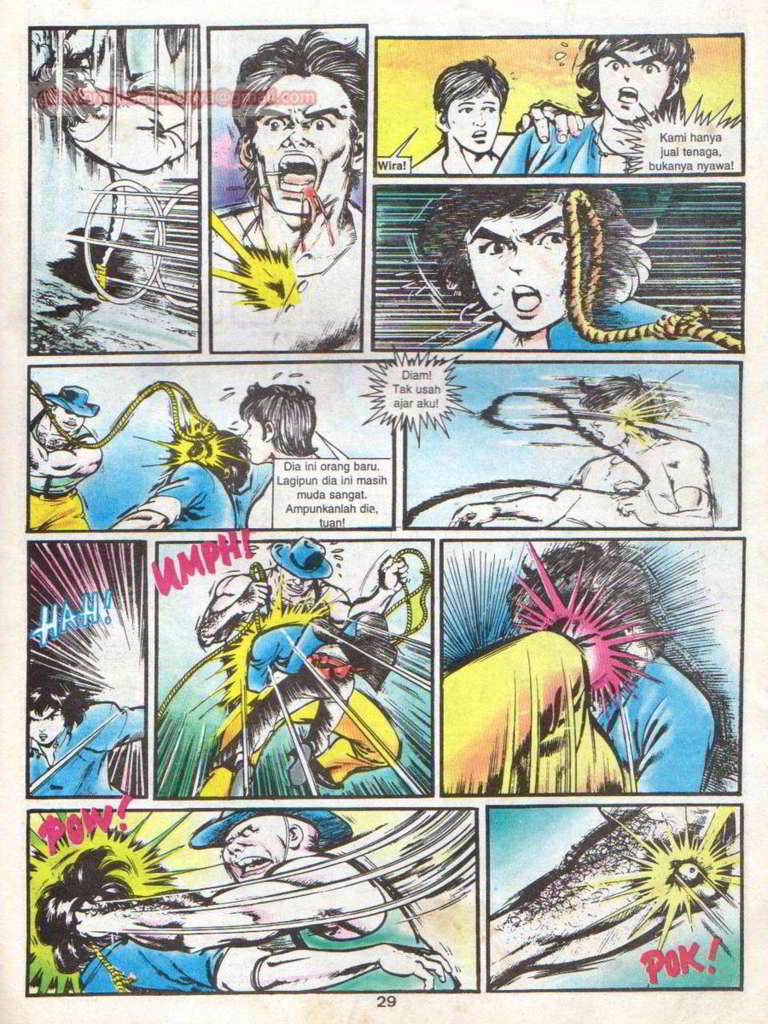 Wira!
Kami hanya
jual tenaga,
bukanya nyawa!
Dia ini orang baru.
Lagipun dia ini masih
muda sangat.
Ampunkanlah dia,
tuan!
Diam!
Tak usah
ajar aku!
HAH!
UMPH!
POW!
POK!
29